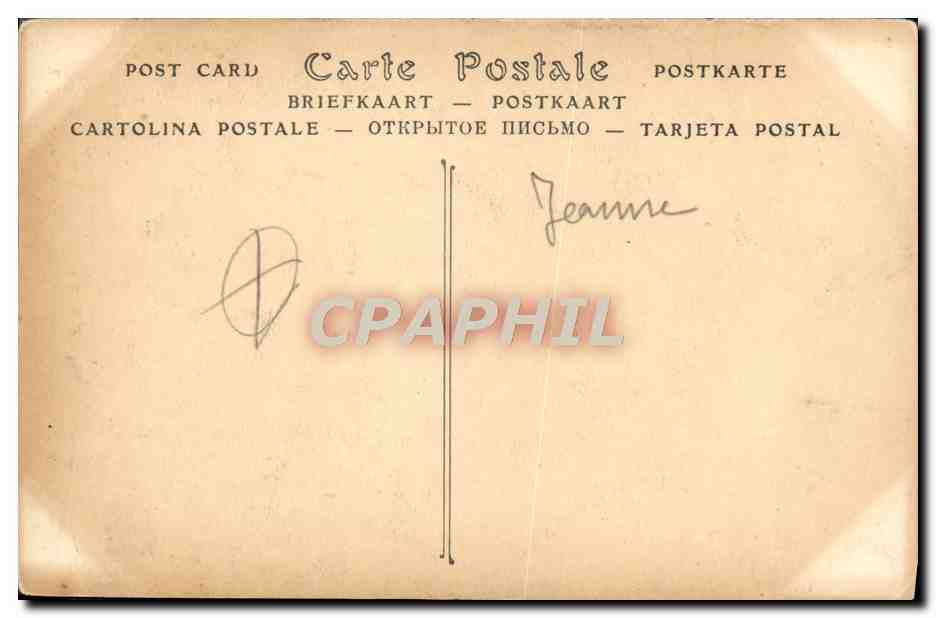 POST CARD Carte Postale POSTKARTE
BRIEFKAART — POSTKAART
CARTOLINA POSTALE — ОТКРЫТОЕ ПИСЬМО — TARJETA POSTAL
Jeanne
CPAPHIL